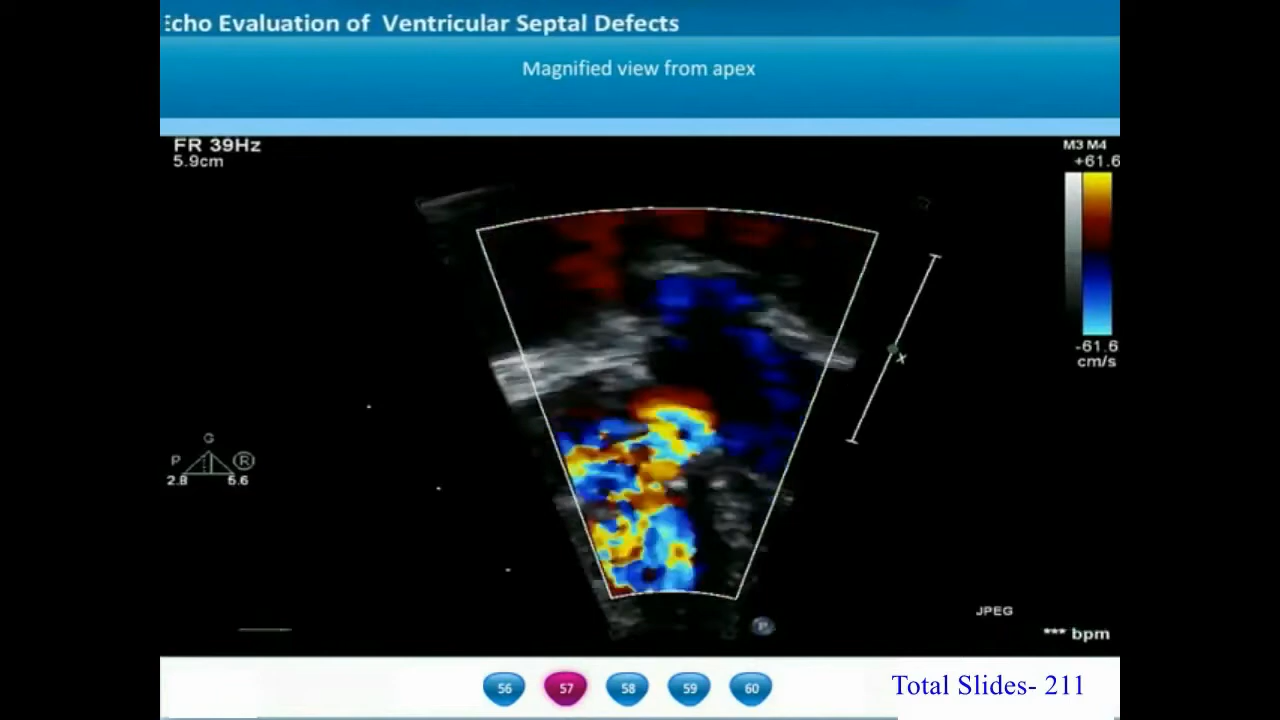 Echo Evaluation of Ventricular Septal Defects
Magnified view from apex
FR 39Hz
5.9cm
M3 M4
+61.6
-61.6
cm/s
G
P
R
2.8
5.6
x
P
JPEG
*** bpm
56
57
58
59
60
Total Slides- 211